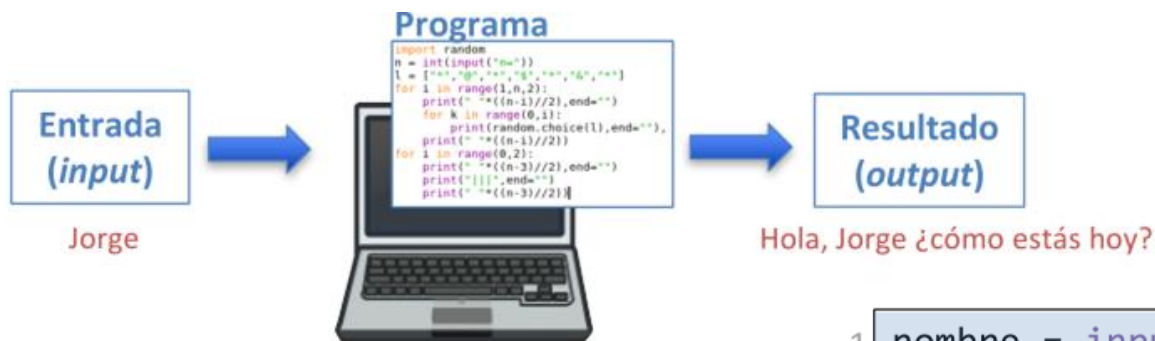 Programa
import random
n = int(input("n="))
l = ["*","@","*","$","*","&","*"]
for i in range(1,n,2):
print(" "*((n-i)//2),end="")
for k in range(0,i):
print(random.choice(l),end=""),
print(" "*((n-i)//2))
for i in range(0,2):
print(" "*((n-3)//2),end="")
print("|||",end="")
print(" "*((n-3)//2))
Entrada
(input)
Jorge
Resultado
(output)
Hola, Jorge ¿cómo estás hoy?
1 nombre =